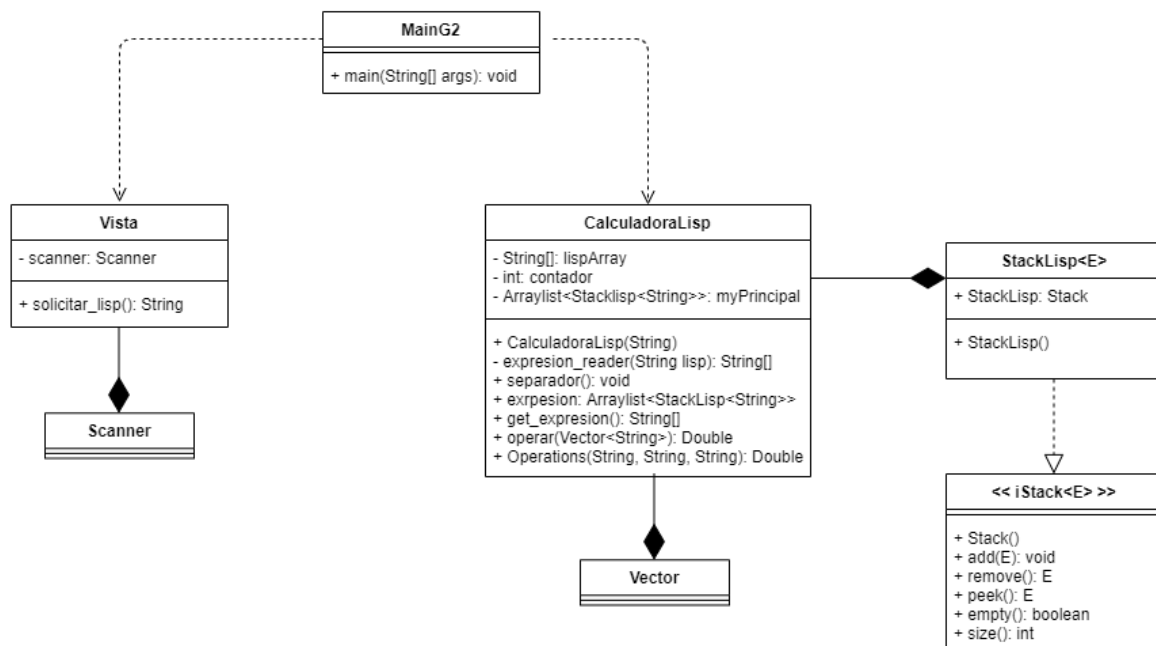 MainG2
+ main(String[] args): void
Vista
- scanner: Scanner
+ solicitar_lisp(): String
Scanner
CalculadoraLisp
- String[]: lispArray
- int: contador
- Arraylist<Stacklisp<String>>: myPrincipal
+ CalculadoraLisp(String)
- expresion_reader(String lisp): String[]
+ separador(): void
+ exrpesion: Arraylist<StackLisp<String>>
+ get_expresion(): String[]
+ operar(Vector<String>): Double
+ Operations(String, String, String): Double
Vector
StackLisp<E>
+ StackLisp: Stack
+ StackLisp()
<< iStack<E> >>
+ Stack()
+ add(E): void
+ remove(): E
+ peek(): E
+ empty(): boolean
+ size(): int